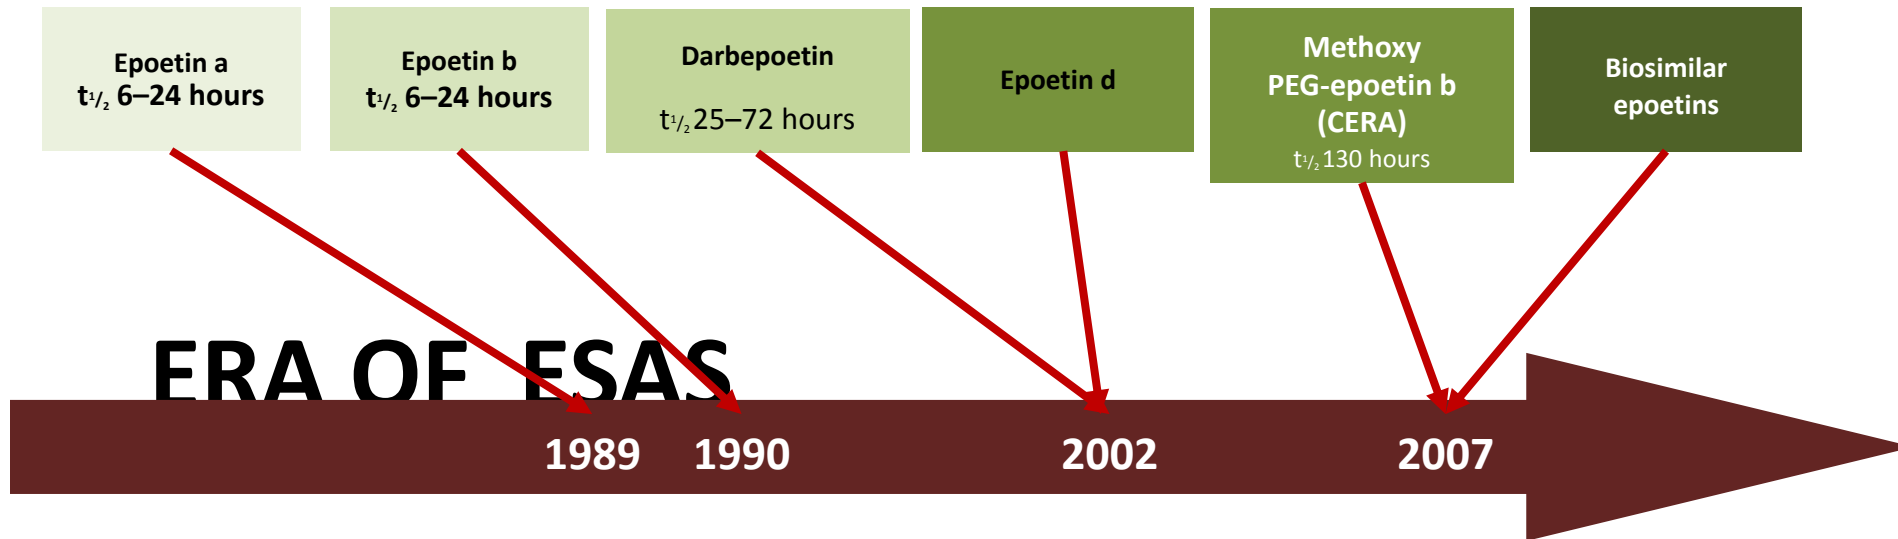 Epoetin a
t1/2 6–24 hours
Epoetin b
t1/2 6–24 hours
Darbepoetin
t1/2 25–72 hours
Epoetin d
Methoxy
PEG-epoetin b
(CERA)
t1/2 130 hours
Biosimilar
epoetins
ERA OF ESAS
1989
1990
2002
2007